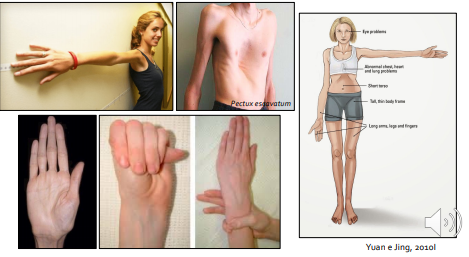 Pectux escavatum
Eye problems
Abnormal chest, heart
and lung problems
Short torso
Tall, thin body frame
Long arms, legs and fingers
Yuan e Jing, 2010l